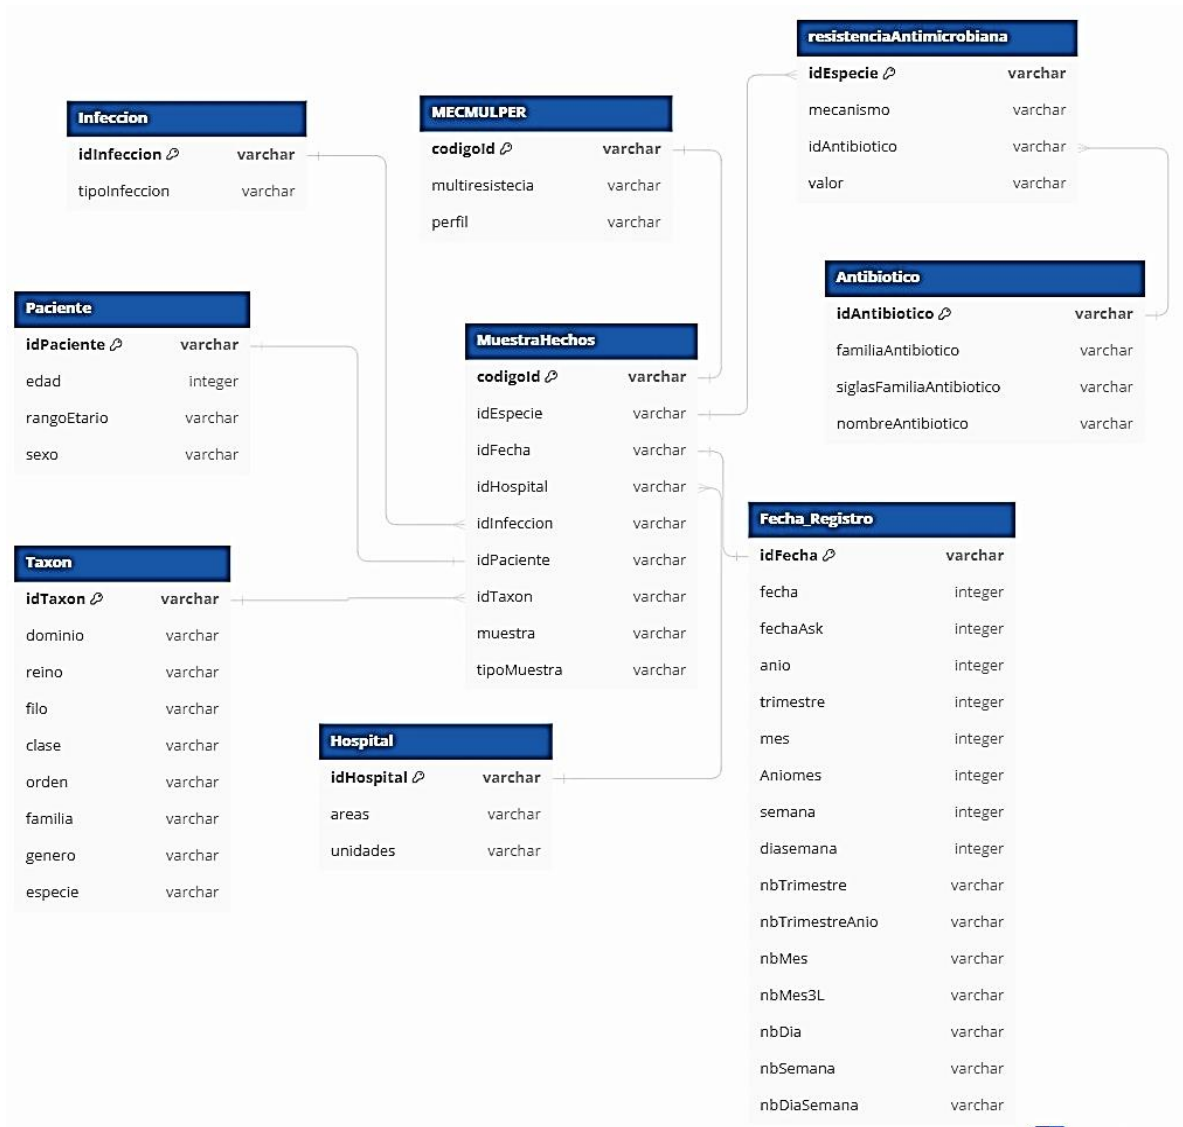 resistenciaAntimicrobiana
idEspecie varchar
mecanismo varchar
idAntibiotico varchar
valor varchar
Infeccion
idInfeccion varchar
tipoInfeccion varchar
MECMULPER
codigoId varchar
multiresistecia varchar
perfil varchar
Antibiotico
idAntibiotico varchar
familiaAntibiotico varchar
siglasFamiliaAntibiotico varchar
nombreAntibiotico varchar
Paciente
idPaciente varchar
edad integer
rangoEtario varchar
sexo varchar
MuestraHechos
codigoId varchar
idEspecie varchar
idFecha varchar
idHospital varchar
idInfeccion varchar
idPaciente varchar
idTaxon varchar
muestra varchar
tipoMuestra varchar
Fecha_Registro
idFecha varchar
fecha integer
fechaAsk integer
anio integer
trimestre integer
mes integer
Aniomes integer
semana integer
diasemana integer
nbTrimestre varchar
nbTrimestreAnio varchar
nbMes varchar
nbMes3L varchar
nbDia varchar
nbSemana varchar
nbDiaSemana varchar
Taxon
idTaxon varchar
dominio varchar
reino varchar
filo varchar
clase varchar
orden varchar
familia varchar
genero varchar
especie varchar
Hospital
idHospital varchar
areas varchar
unidades varchar